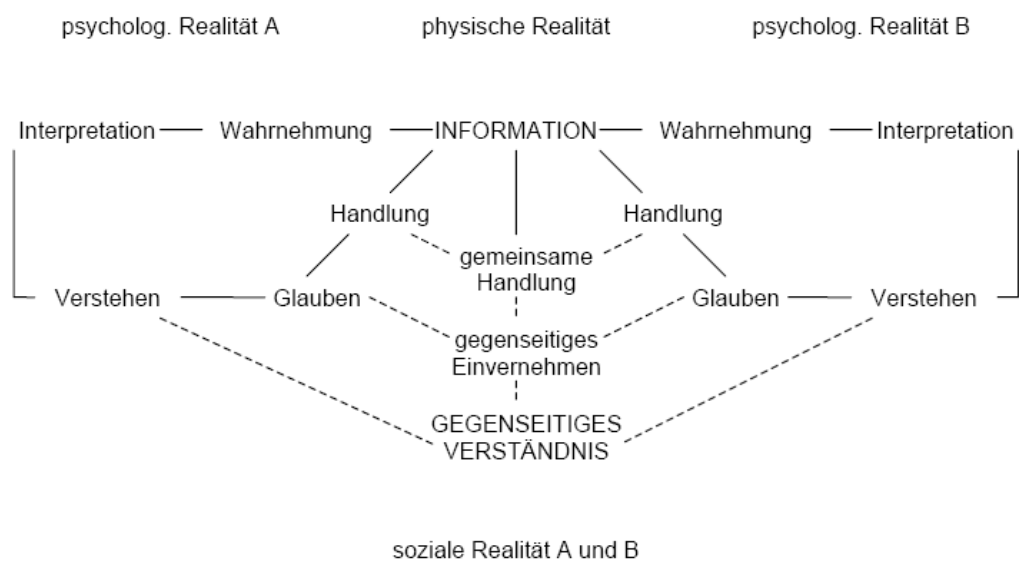 psycholog. Realität A physische Realität psycholog. Realität B
Interpretation Wahrnehmung INFORMATION Wahrnehmung Interpretation
Handlung Handlung
gemeinsame
Handlung
Verstehen Glauben Glauben Verstehen
gegenseitiges
Einvernehmen
GEGENSEITIGES
VERSTÄNDNIS
soziale Realität A und B